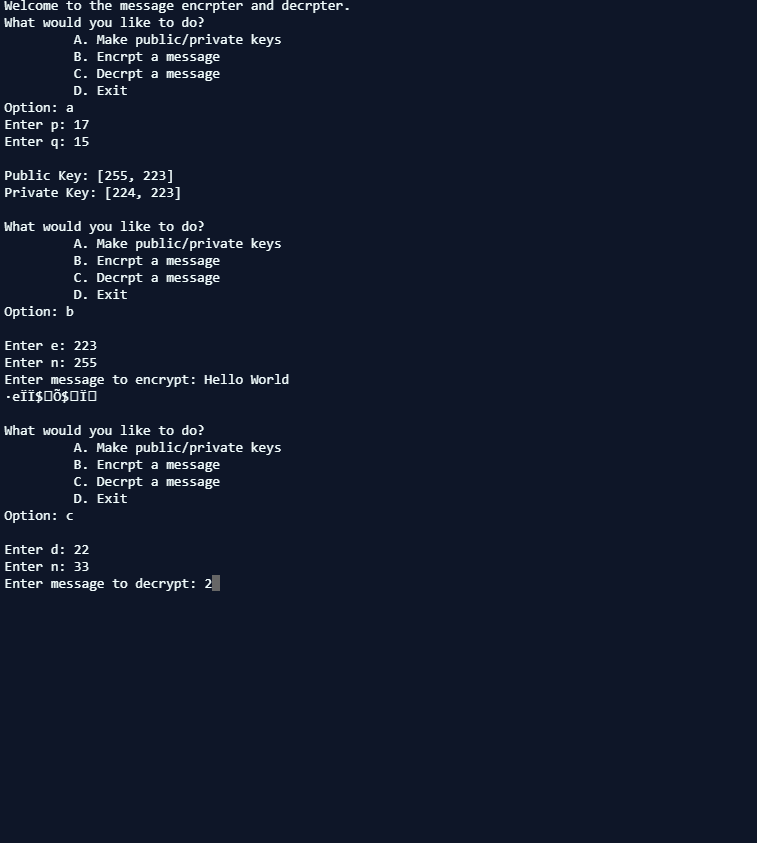 Welcome to the message encrpter and decrpter.
What would you like to do?
A. Make public/private keys
B. Encrpt a message
C. Decrpt a message
D. Exit
Option: a
Enter p: 17
Enter q: 15
Public Key: [255, 223]
Private Key: [224, 223]
What would you like to do?
A. Make public/private keys
B. Encrpt a message
C. Decrpt a message
D. Exit
Option: b
Enter e: 223
Enter n: 255
Enter message to encrypt: Hello World
·eÏÏ$□Õ$□Ï□
What would you like to do?
A. Make public/private keys
B. Encrpt a message
C. Decrpt a message
D. Exit
Option: c
Enter d: 22
Enter n: 33
Enter message to decrypt: 2